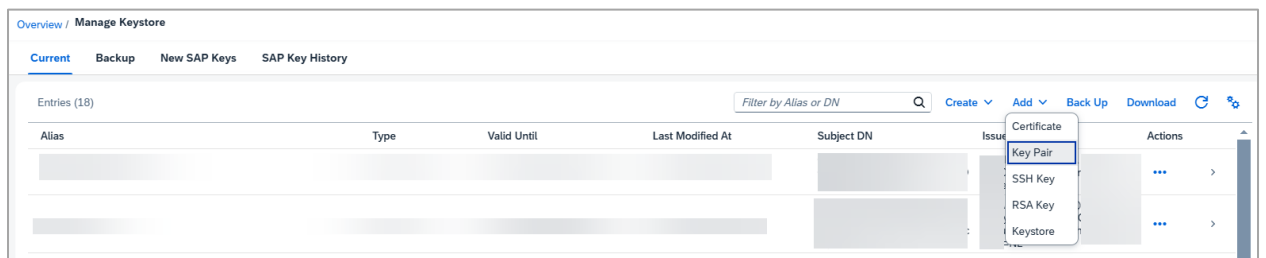 Overview / Manage Keystore
Current Backup New SAP Keys SAP Key History
Entries (18) Filter by Alias or DN Create Add Back Up Download
Alias Type Valid Until Last Modified At Subject DN Issue Actions
Certificate
Key Pair
SSH Key
RSA Key
Keystore